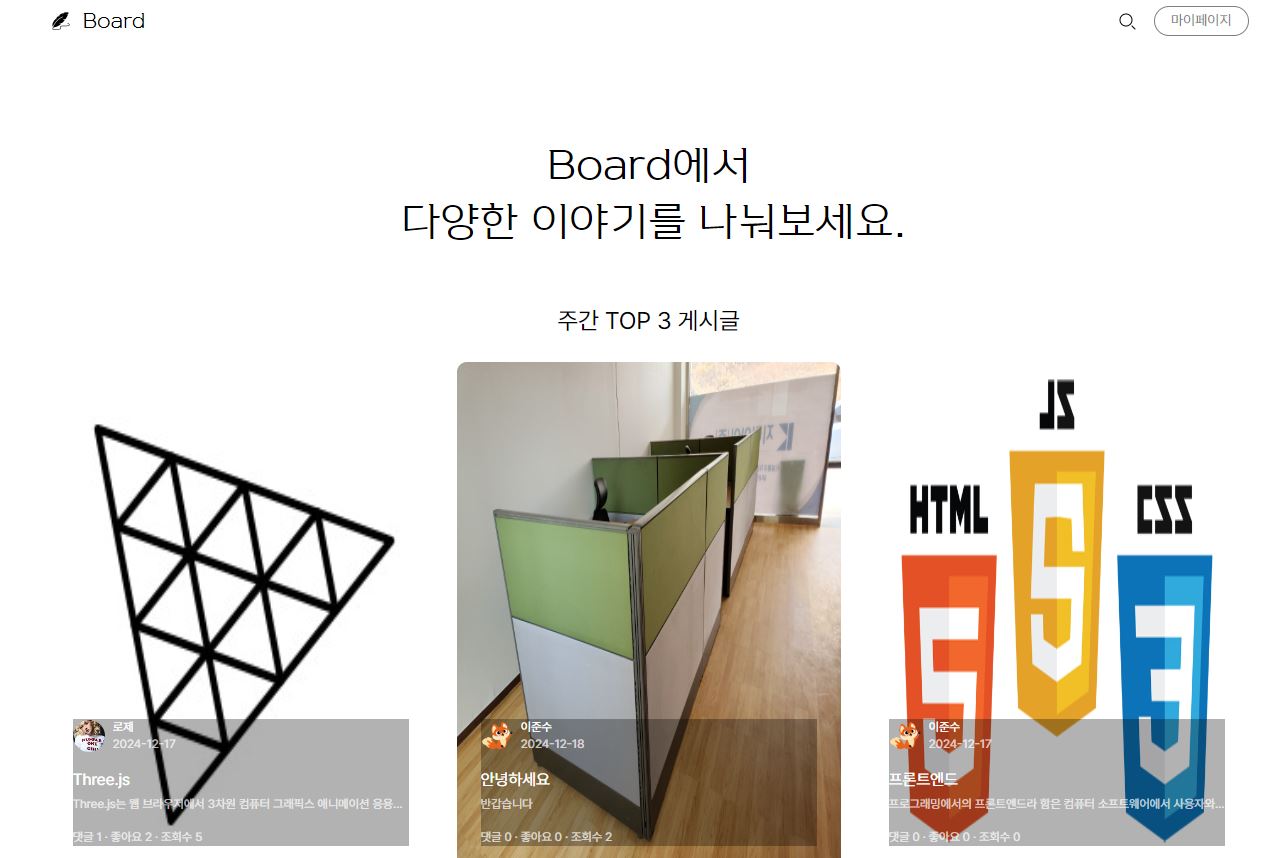 Board
마이페이지
Board에서
다양한 이야기를 나눠보세요.
주간 TOP 3 게시글
로제
2024-12-17
Three.js
Three.js는 웹 브라우저에서 3차원 컴퓨터 그래픽스 애니메이션 응용...
댓글 1 · 좋아요 2 · 조회수 5
이준수
2024-12-18
안녕하세요
반갑습니다
댓글 0 · 좋아요 0 · 조회수 2
JS
HTML
CSS
5
3
이준수
2024-12-17
프론트엔드
프로그래밍에서의 프론트엔드라 함은 컴퓨터 소프트웨어에서 사용자와...
댓글 0 · 좋아요 0 · 조회수 0